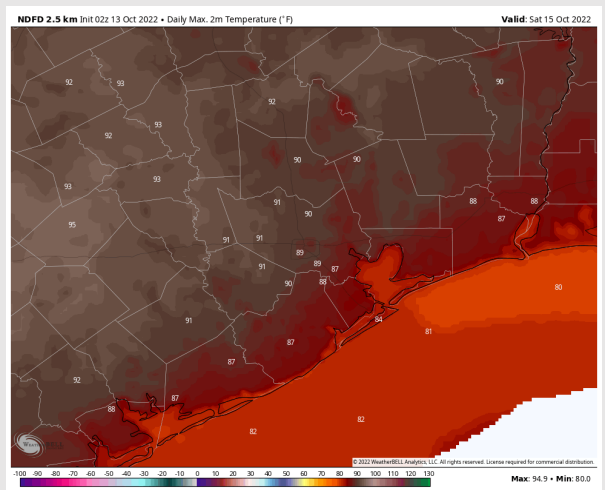 NDFD 2.5 km Init 02z 13 Oct 2022 • Daily Max. 2m Temperature (°F) Valid: Sat 15 Oct 2022
92 93 90
92
93
92
90 90
93 93
91 88 88
90 87
95
91 91
89
91 89 87
90 88 80
91 84
81
87
87
92
87
88
82
82
WeatherBELL
© 2022 WeatherBELL Analytics, LLC. All rights reserved. License required for commercial distribution.
-100 -90 -80 -70 -60 -50 -40 -30 -20 -10 0 10 20 30 40 50 60 70 80 90 100 110 120 130
Max: 94.9 • Min: 80.0